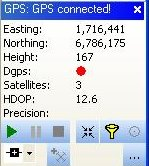 GPS: GPS connected!
Easting: 1,716,441
Northing: 6,786,175
Height: 167
Dgps:
Satellites: 3
HDOP: 12.6
Precision:
...